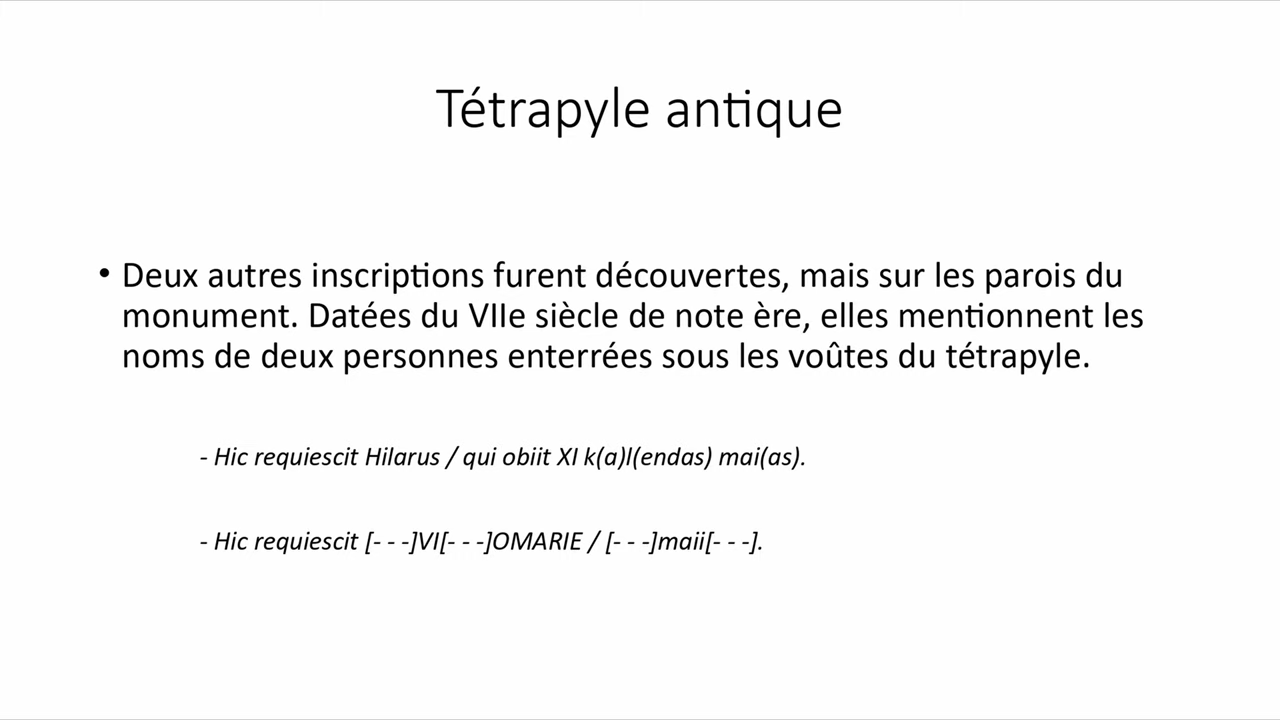 Tétrapyle antique
• Deux autres inscriptions furent découvertes, mais sur les parois du
monument. Datées du VIIe siècle de note ère, elles mentionnent les
noms de deux personnes enterrées sous les voûtes du tétrapyle.
- Hic requiescit Hilarus / qui obiit XI k(a)l(endas) mai(as).
- Hic requiescit [- - -]VI[- - -]OMARIE / [- - -]maii[- - -].